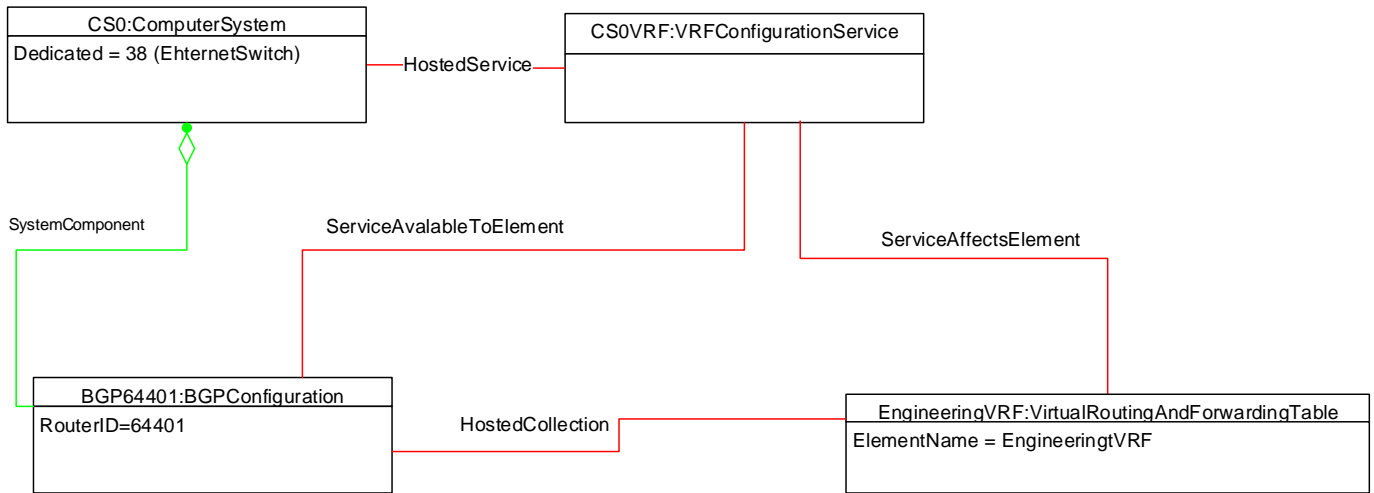 CS0:ComputerSystem
Dedicated = 38 (EhternetSwitch)
HostedService
CS0VRF:VRFConfigurationService
SystemComponent
ServiceAvalableToElement
ServiceAffectsElement
BGP64401:BGPConfiguration
RouterID=64401
HostedCollection
EngineeringVRF:VirtualRoutingAndForwardingTable
ElementName = EngineeringtVRF